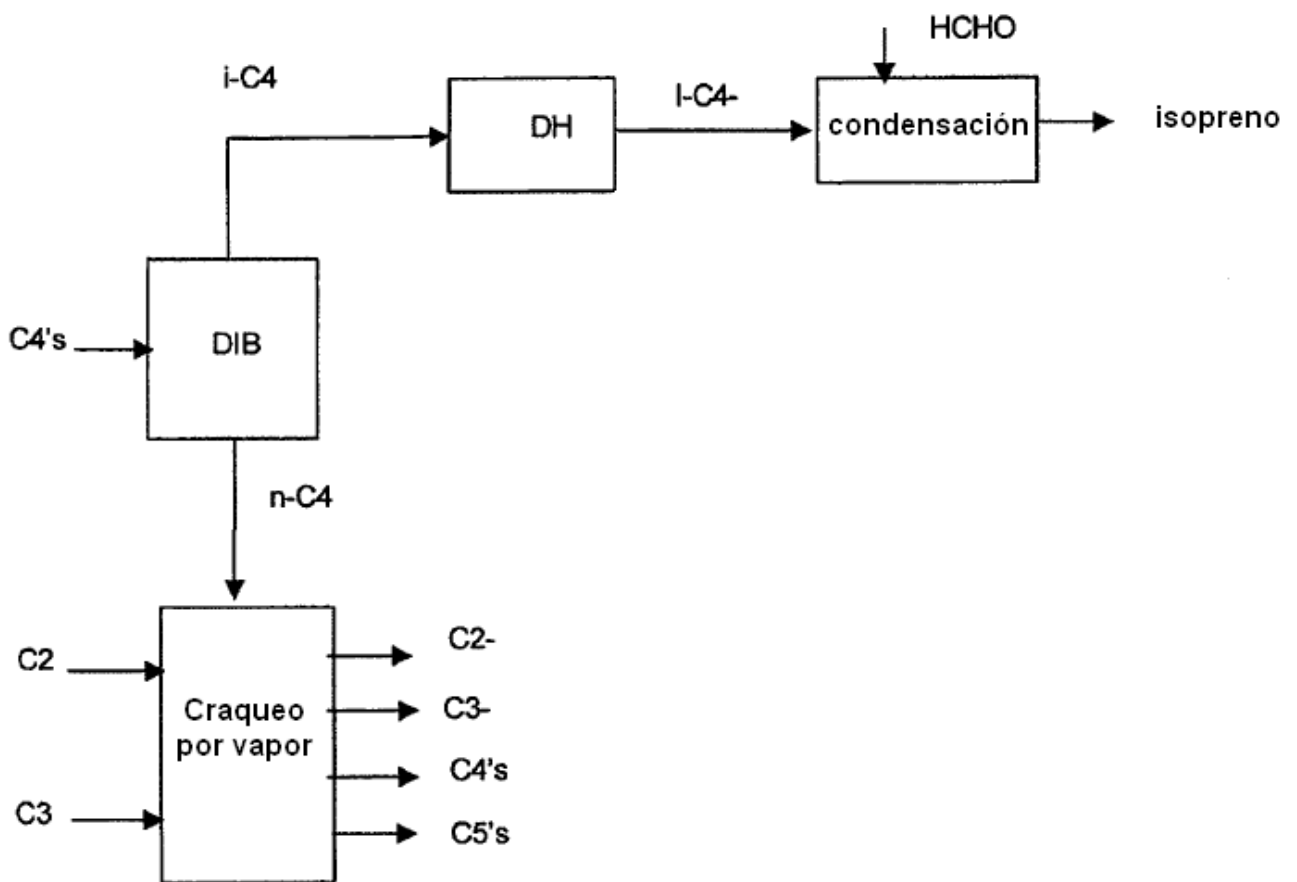 HCHO
i-C4
I-C4-
DH
condensación
isopreno
C4's
DIB
n-C4
C2
C2-
Craqueo
por vapor
C3-
C4's
C3
C5's